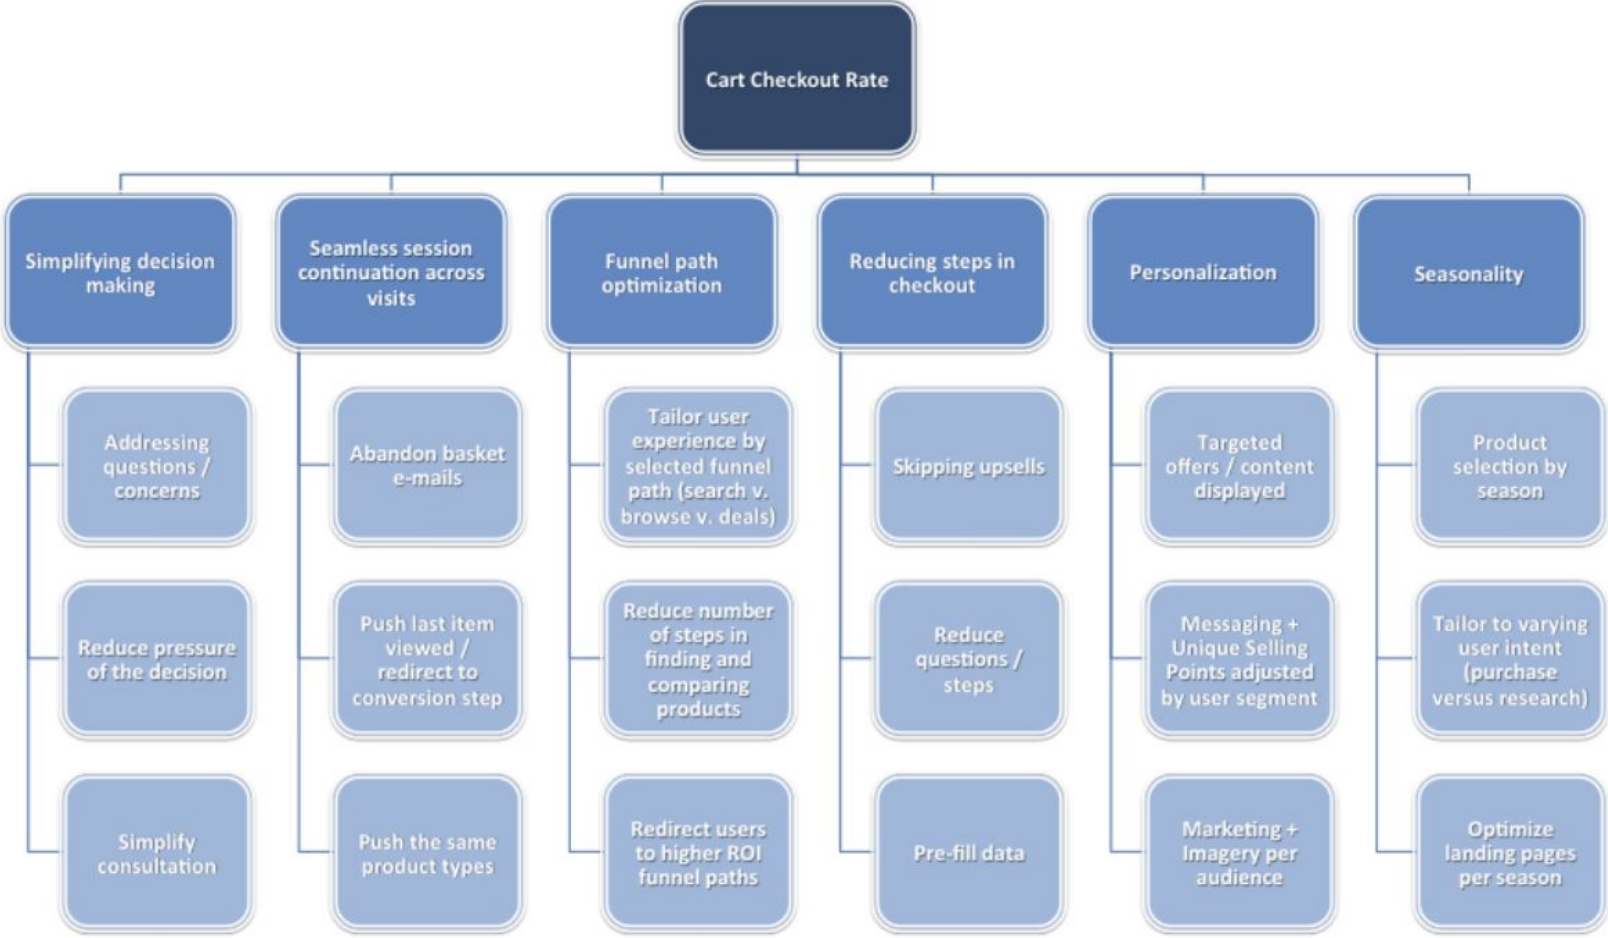 Cart Checkout Rate
Simplifying decision
making
Seamless session
continuation across
visits
Funnel path
optimization
Reducing steps in
checkout
Personalization
Seasonality
Addressing
questions /
concerns
Abandon basket
e-mails
Tailor user
experience by
selected funnel
path (search v.
browse v. deals)
Skipping upsells
Targeted
offers / content
displayed
Product
selection by
season
Reduce pressure
of the decision
Push last item
viewed /
redirect to
conversion step
Reduce number
of steps in
finding and
comparing
products
Reduce
questions /
steps
Messaging +
Unique Selling
Points adjusted
by user segment
Tailor to varying
user intent
(purchase
versus research)
Simplify
consultation
Push the same
product types
Redirect users
to higher ROI
funnel paths
Pre-fill data
Marketing +
Imagery per
audience
Optimize
landing pages
per season